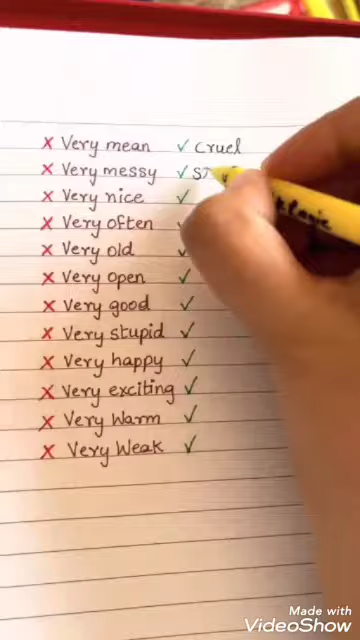 × Very mean ✓ Cruel
× Very messy ✓
× Very nice ✓
× Very often
× Very old ✓
× Very open ✓
× Very good ✓
× Very stupid ✓
× Very happy ✓
× Very exciting ✓
× Very Warm ✓
× Very Weak ✓
Made with
VideoShow